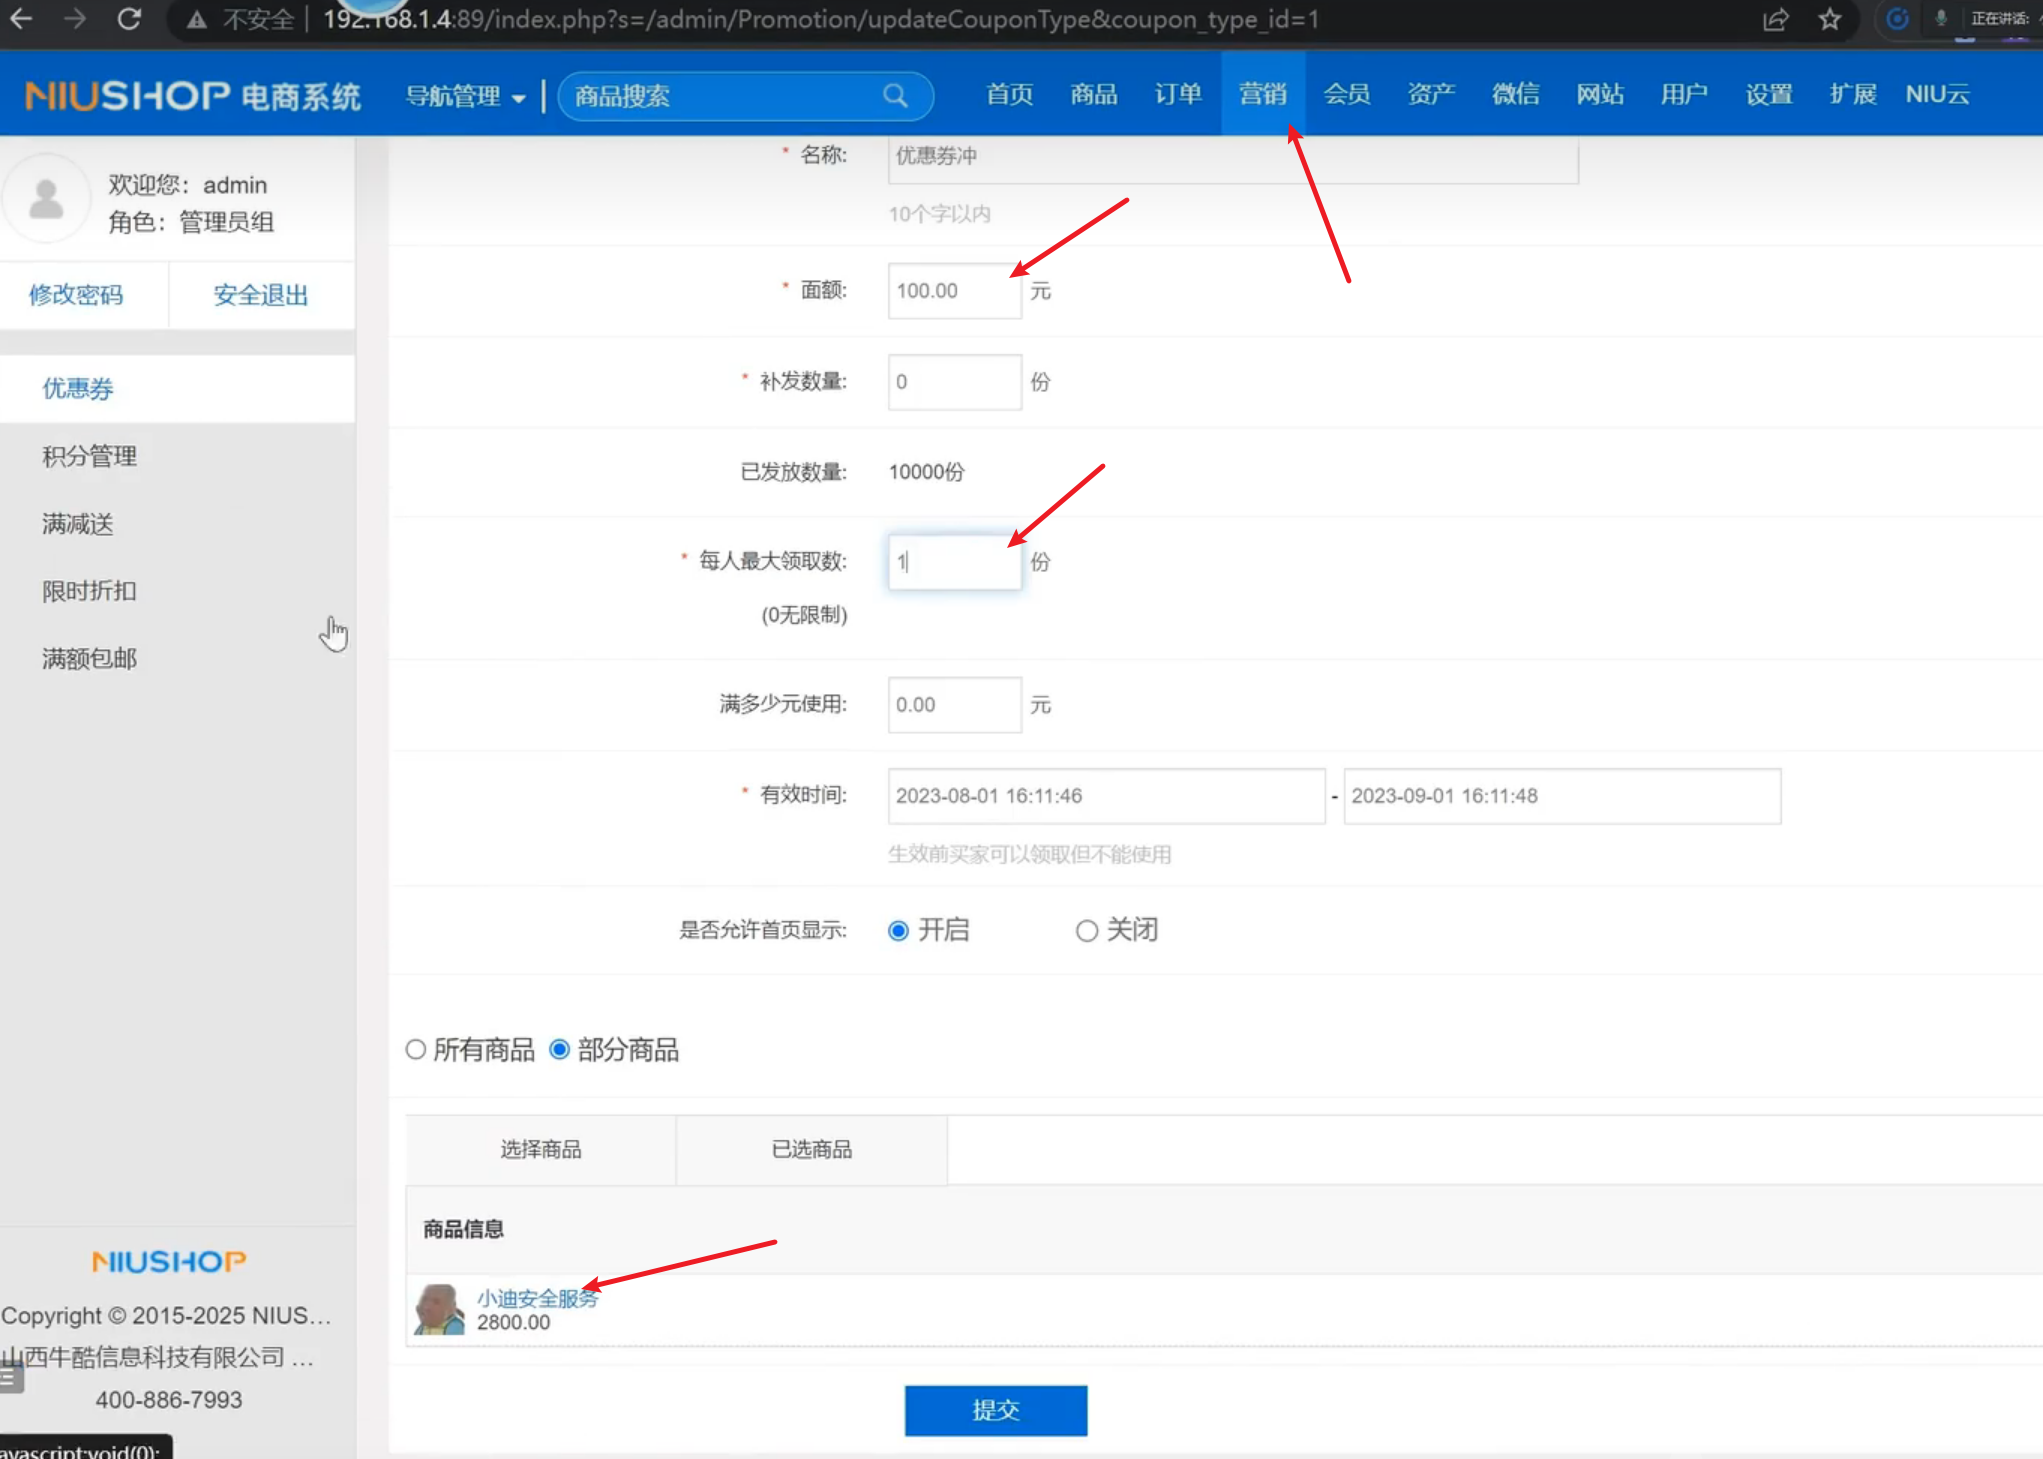 不安全 | 192.168.1.4:89/index.php?s=/admin/Promotion/updateCouponType&coupon_type_id=1
正在讲话:
NIUSHOP 电商系统
导航管理
商品搜索
首页 商品 订单 营销 会员 资产 微信 网站 用户 设置 扩展 NIU云
欢迎您：admin
角色：管理员组
修改密码
安全退出
优惠券
积分管理
满减送
限时折扣
满额包邮
* 名称: 优惠券冲
10个字以内
* 面额: 100.00 元
* 补发数量: 0 份
已发放数量: 10000份
* 每人最大领取数: 1 份
(0无限制)
满多少元使用: 0.00 元
* 有效时间: 2023-08-01 16:11:46 - 2023-09-01 16:11:48
生效前买家可以领取但不能使用
是否允许首页显示: 开启 关闭
所有商品 部分商品
选择商品 已选商品
商品信息
小迪安全服务
2800.00
提交
NIUSHOP
Copyright © 2015-2025 NIUS...
山西牛酷信息科技有限公司 ...
400-886-7993
avascript:void(0);